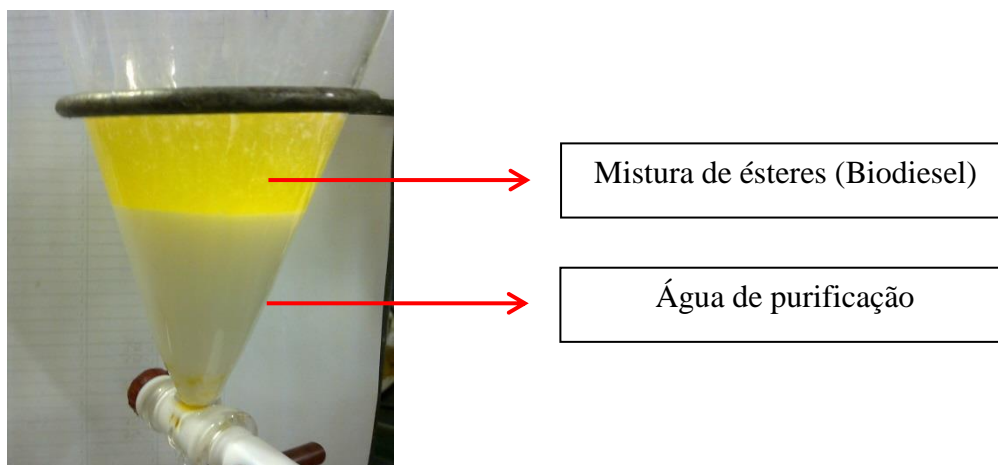 Mistura de ésteres (Biodiesel)
Água de purificação